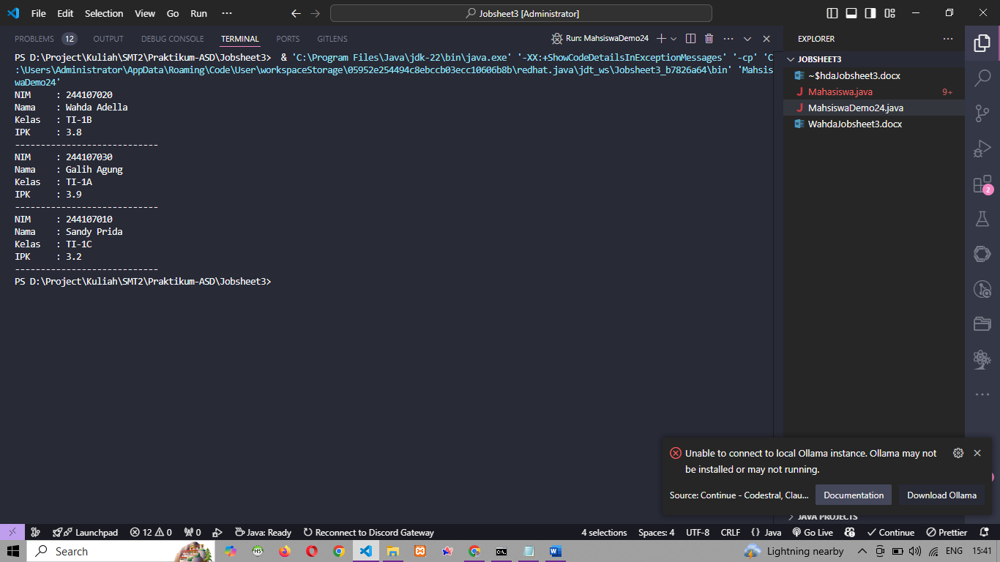 File Edit Selection View Go Run ···
Jobsheet3 [Administrator]
PROBLEMS 12 OUTPUT DEBUG CONSOLE TERMINAL PORTS GITLENS
Run: MahsiswaDemo24
PS D:\Project\Kuliah\SMT2\Praktikum-ASD\Jobsheet3>  & 'C:\Program Files\Java\jdk-22\bin\java.exe' '-XX:+ShowCodeDetailsInExceptionMessages' '-cp' 'C
:\Users\Administrator\AppData\Roaming\Code\User\workspaceStorage\05952e254494c8ebccb03ecc10606b8b\redhat.java\jdt_ws\Jobsheet3_b7826a64\bin' 'Mahsis
waDemo24'
NIM     : 244107020
Nama    : Wahda Adella
Kelas   : TI-1B
IPK     : 3.8
----------------------------
NIM     : 244107030
Nama    : Galih Agung
Kelas   : TI-1A
IPK     : 3.9
----------------------------
NIM     : 244107010
Nama    : Sandy Prida
Kelas   : TI-1C
IPK     : 3.2
----------------------------
PS D:\Project\Kuliah\SMT2\Praktikum-ASD\Jobsheet3>
EXPLORER ···
JOBSHEET3
~$hdaJobsheet3.docx
Mahasiswa.java 9+
MahsiswaDemo24.java
WahdaJobsheet3.docx
2
Unable to connect to local Ollama instance. Ollama may not
be installed or may not running.
Source: Continue - Codestral, Clau... Documentation Download Ollama
JAVA PROJECTS
Launchpad 12 0 0 Java: Ready Reconnect to Discord Gateway 4 selections Spaces: 4 UTF-8 CRLF {} Java Go Live Continue Prettier
Search Lightning nearby ENG 15:41